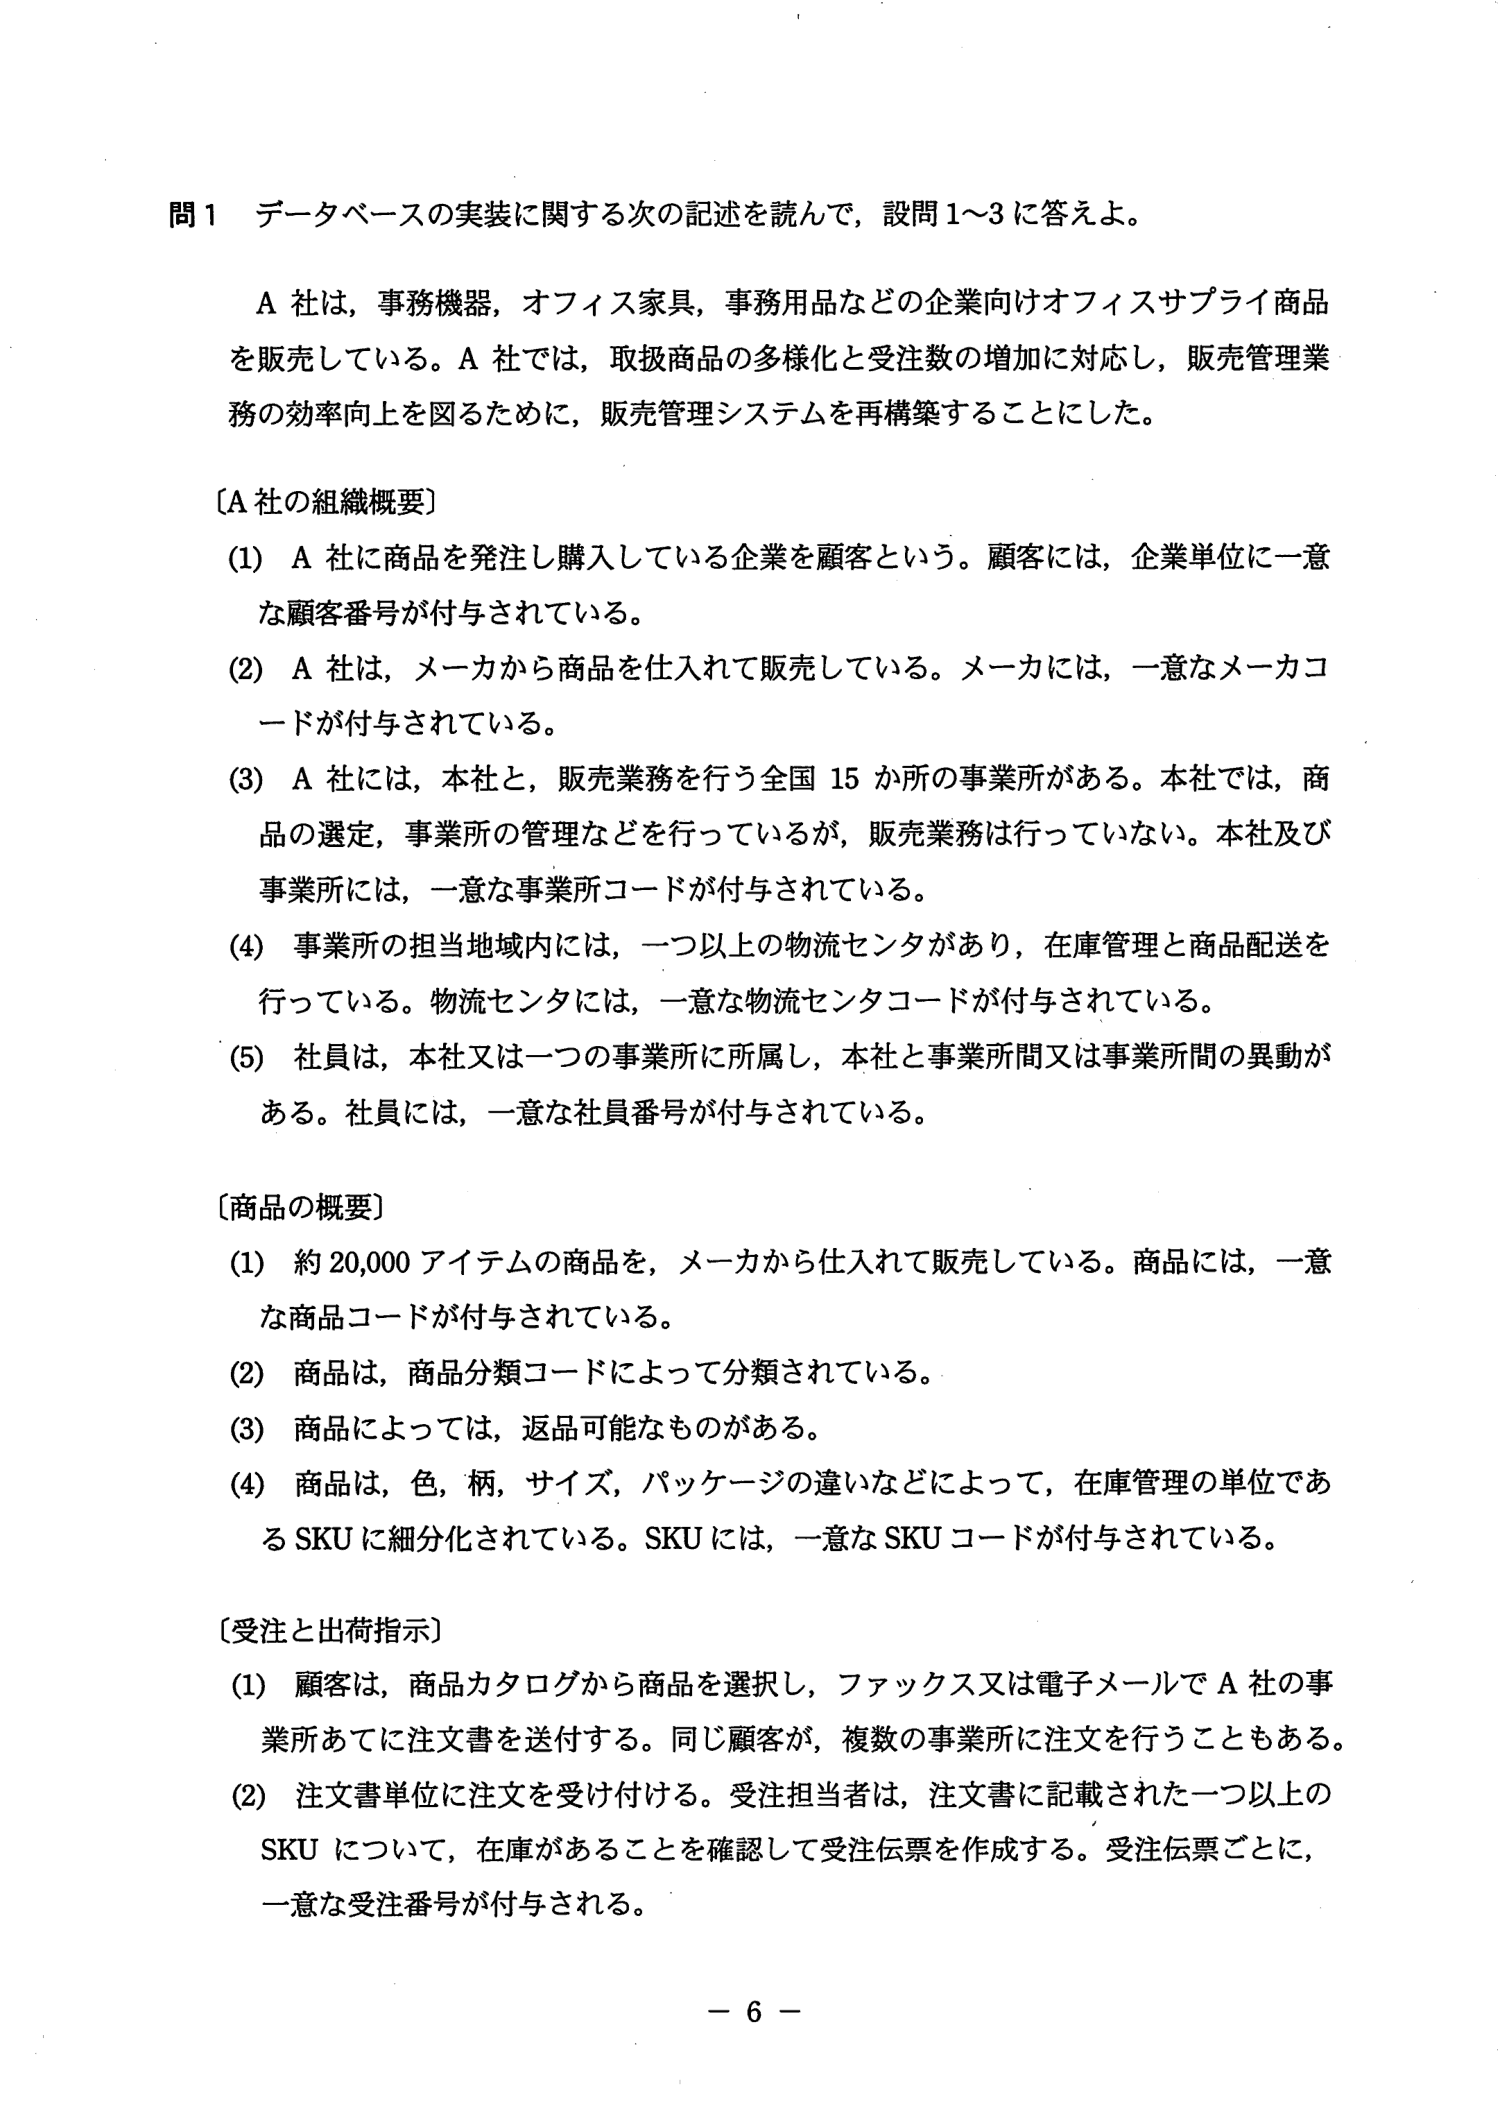 問1　データベースの実装に関する次の記述を読んで，設問1～3に答えよ。
A 社は，事務機器，オフィス家具，事務用品などの企業向けオフィスサプライ商品
を販売している。A 社では，取扱商品の多様化と受注数の増加に対応し，販売管理業
務の効率向上を図るために，販売管理システムを再構築することにした。
〔A 社の組織概要〕
(1)　A 社に商品を発注し購入している企業を顧客という。顧客には，企業単位に一意
な顧客番号が付与されている。
(2)　A 社は，メーカから商品を仕入れて販売している。メーカには，一意なメーカコ
ードが付与されている。
(3)　A 社には，本社と，販売業務を行う全国 15 か所の事業所がある。本社では，商
品の選定，事業所の管理などを行っているが，販売業務は行っていない。本社及び
事業所には，一意な事業所コードが付与されている。
(4)　事業所の担当地域内には，一つ以上の物流センタがあり，在庫管理と商品配送を
行っている。物流センタには，一意な物流センタコードが付与されている。
(5)　社員は，本社又は一つの事業所に所属し，本社と事業所間又は事業所間の異動が
ある。社員には，一意な社員番号が付与されている。
〔商品の概要〕
(1)　約 20,000 アイテムの商品を，メーカから仕入れて販売している。商品には，一意
な商品コードが付与されている。
(2)　商品は，商品分類コードによって分類されている。
(3)　商品によっては，返品可能なものがある。
(4)　商品は，色，柄，サイズ，パッケージの違いなどによって，在庫管理の単位であ
る SKU に細分化されている。SKU には，一意な SKU コードが付与されている。
〔受注と出荷指示〕
(1)　顧客は，商品カタログから商品を選択し，ファックス又は電子メールで A 社の事
業所あてに注文書を送付する。同じ顧客が，複数の事業所に注文を行うこともある。
(2)　注文書単位に注文を受け付ける。受注担当者は，注文書に記載された一つ以上の
SKU について，在庫があることを確認して受注伝票を作成する。受注伝票ごとに，
一意な受注番号が付与される。
－ 6 －